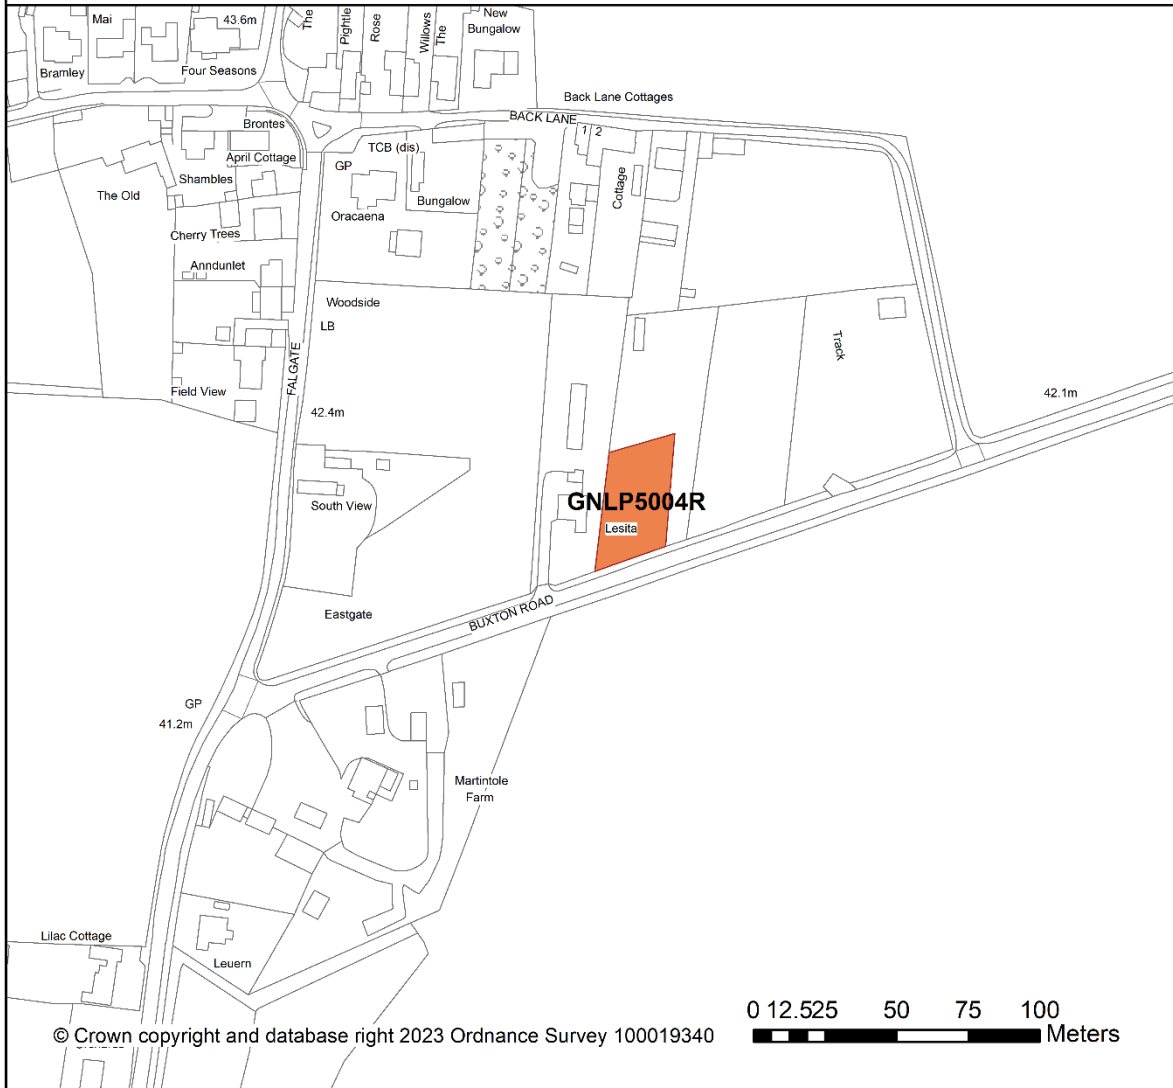 Mai
43.6m
The
Pightle
Rose
Willows
The
New
Bungalow
Bramley
Four Seasons
Back Lane Cottages
BACK LANE
1 2
Brontes
TCB (dis)
April Cottage
GP
Shambles
The Old
Oracaena
Bungalow
Cottage
Cherry Trees
Anndunlet
Woodside
LB
Track
FALGATE
Field View
42.4m
42.1m
GNLP5004R
South View
Lesita
Eastgate
BUXTON ROAD
GP
41.2m
Martintole
Farm
Lilac Cottage
Leuern
0 12.525 50 75 100
Meters
© Crown copyright and database right 2023 Ordnance Survey 100019340